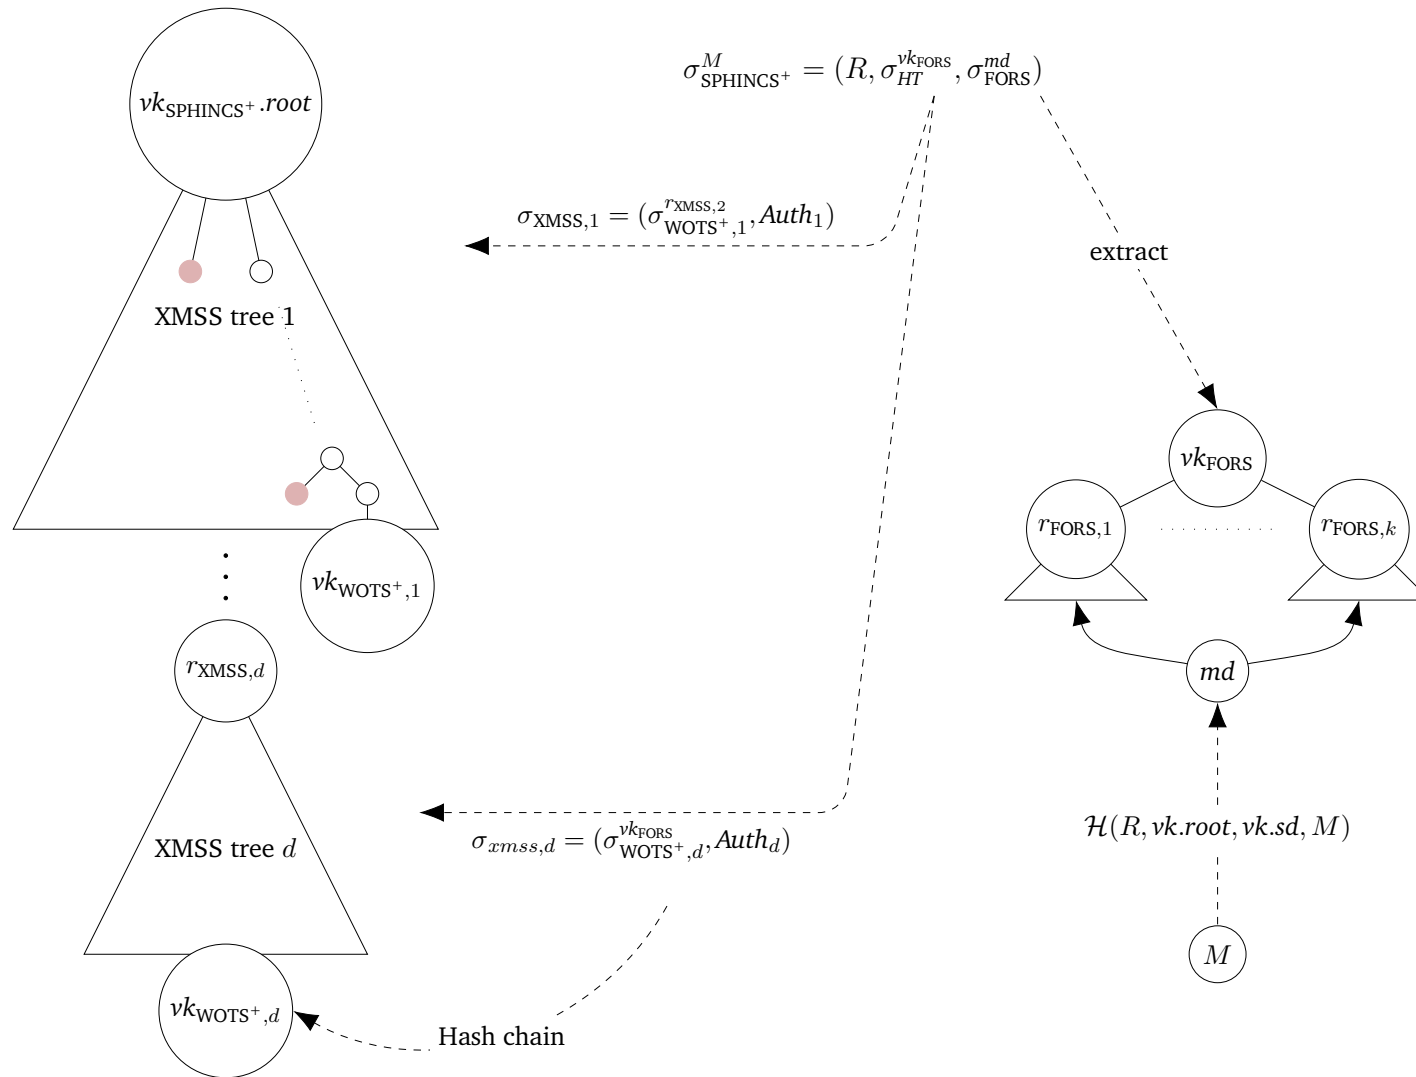 σ^M_{SPHINCS⁺} = (R, σ^{vk_{FORS}}_{HT}, σ^{md}_{FORS})
vk_{SPHINCS⁺}.root
σ_{XMSS,1} = (σ^{r_{XMSS,2}}_{WOTS⁺,1}, Auth_1)
extract
XMSS tree 1
vk_{FORS}
r_{FORS,1}
r_{FORS,k}
vk_{WOTS⁺,1}
r_{XMSS,d}
md
ℋ(R, vk.root, vk.sd, M)
XMSS tree d
σ_{xmss,d} = (σ^{vk_{FORS}}_{WOTS⁺,d}, Auth_d)
M
vk_{WOTS⁺,d}
Hash chain